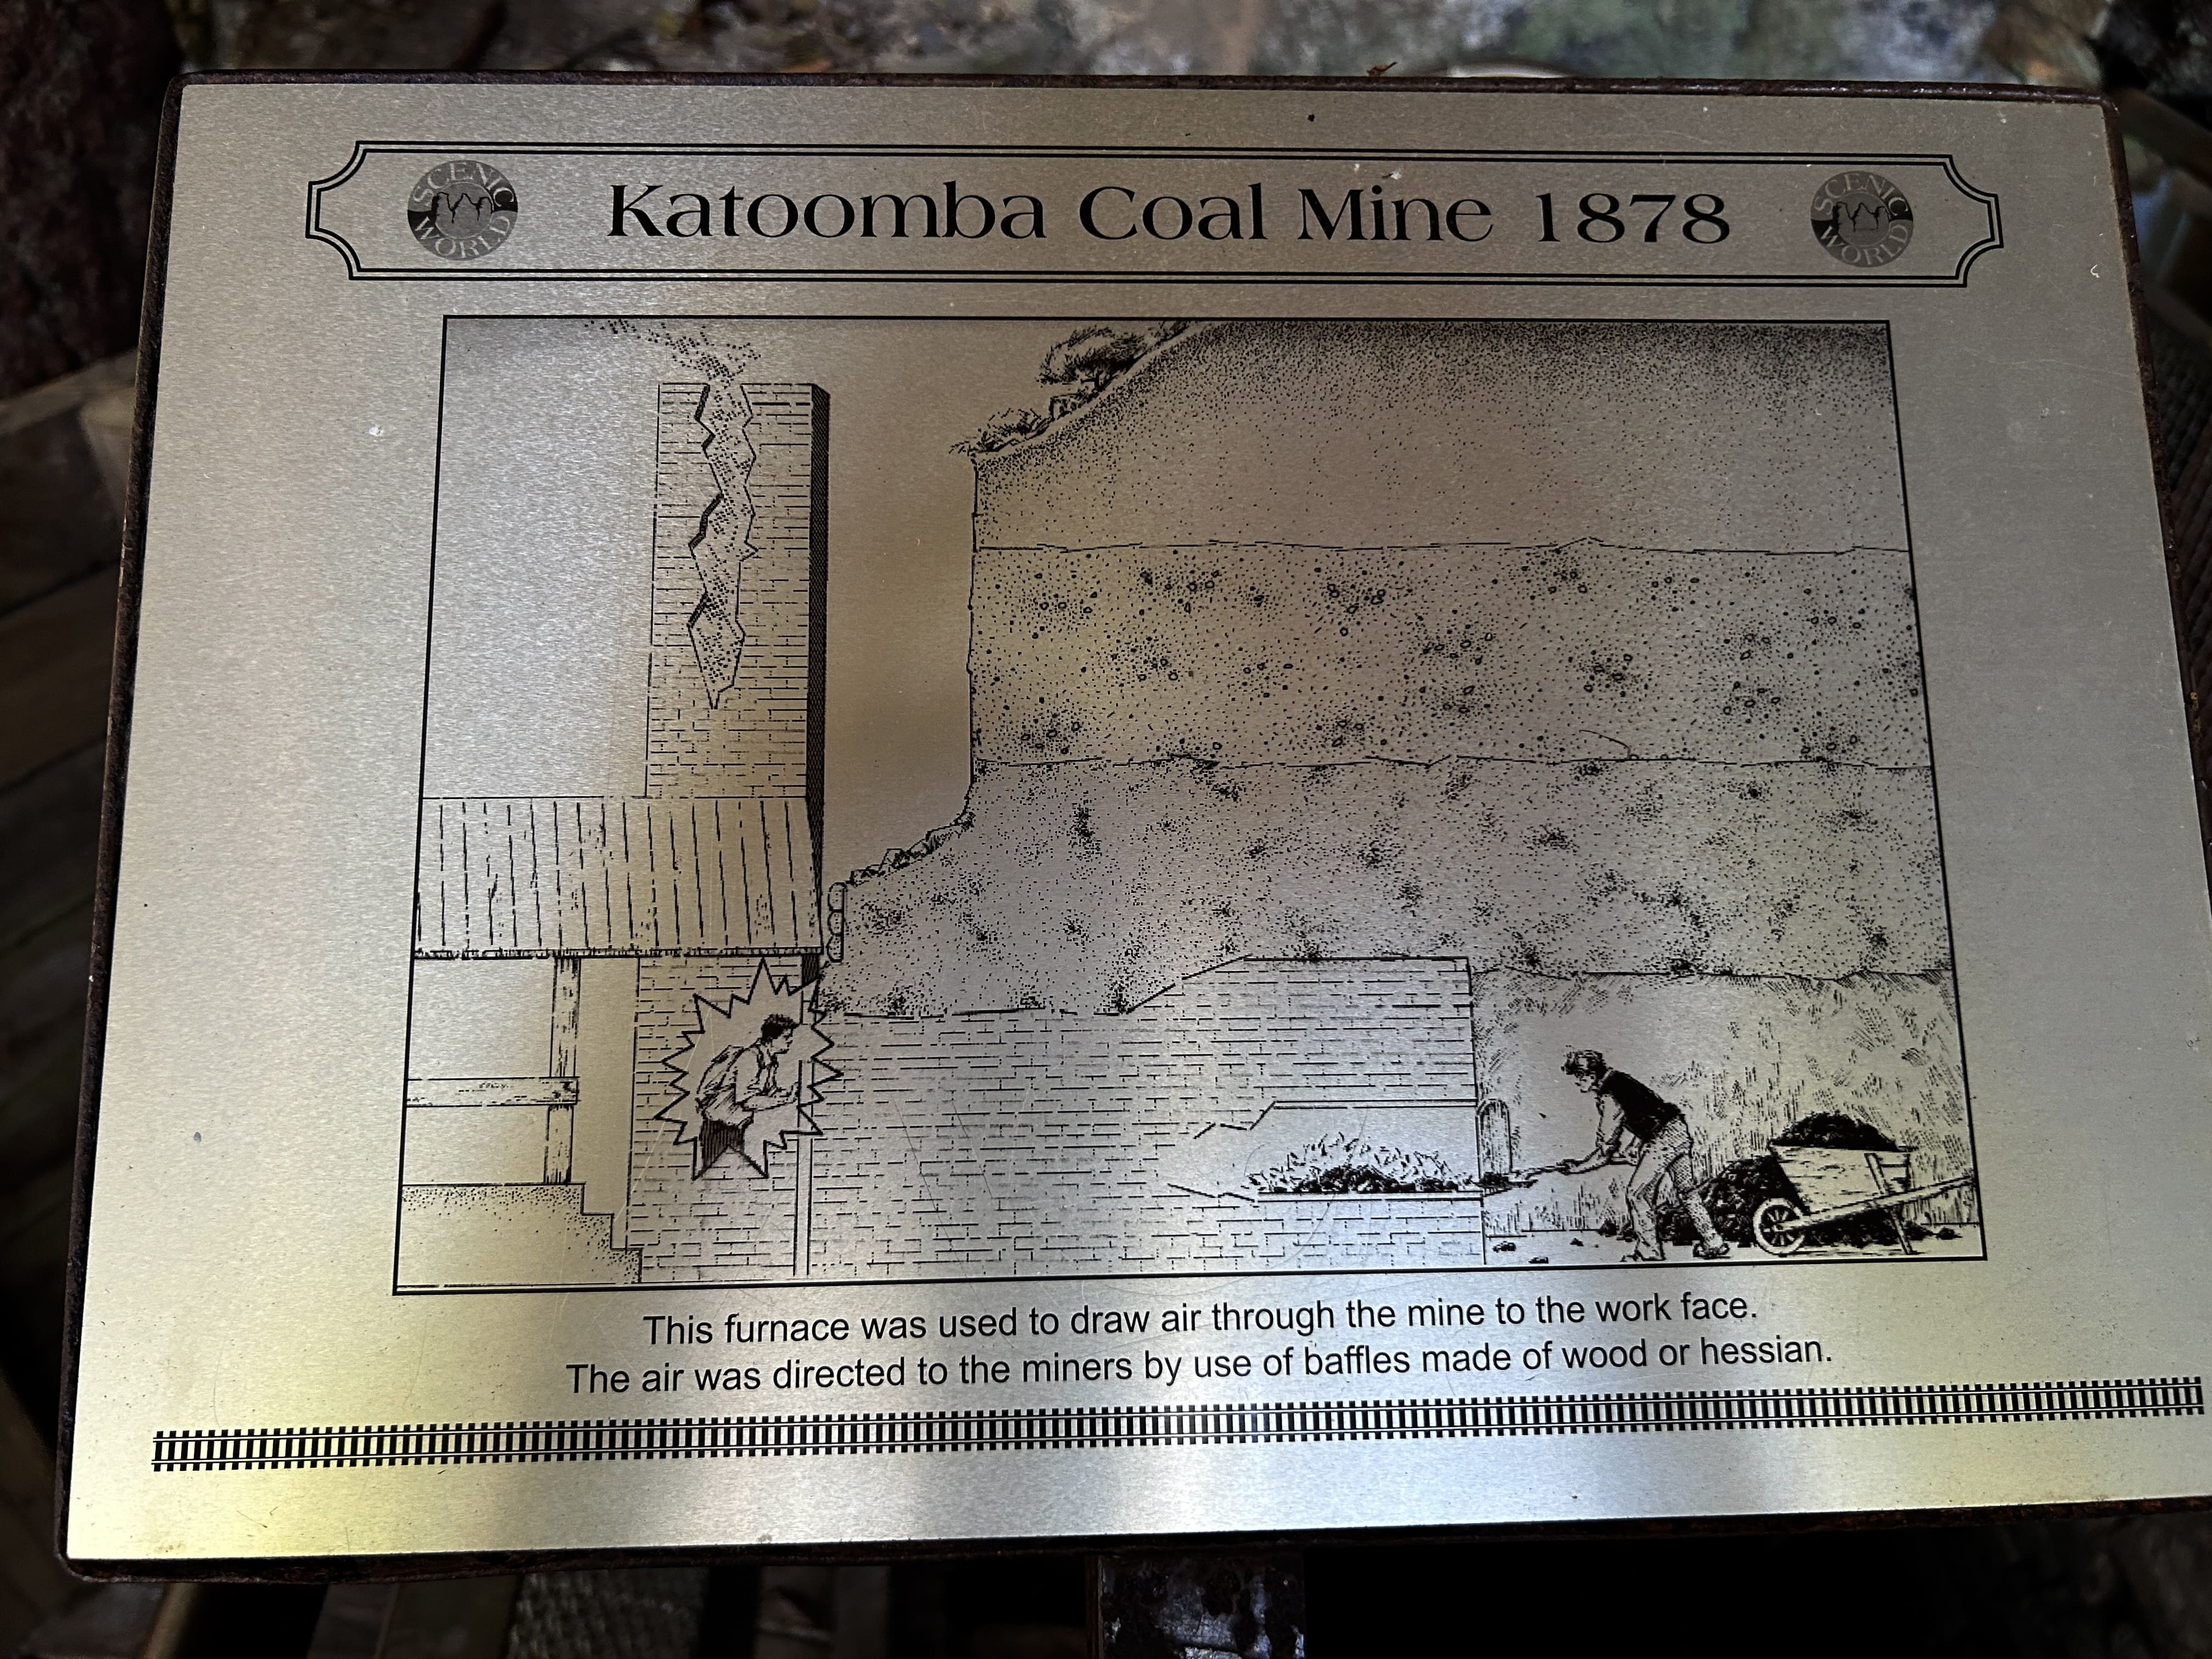 SCENIC WORLD
Katoomba Coal Mine 1878
SCENIC WORLD
This furnace was used to draw air through the mine to the work face.
The air was directed to the miners by use of baffles made of wood or hessian.